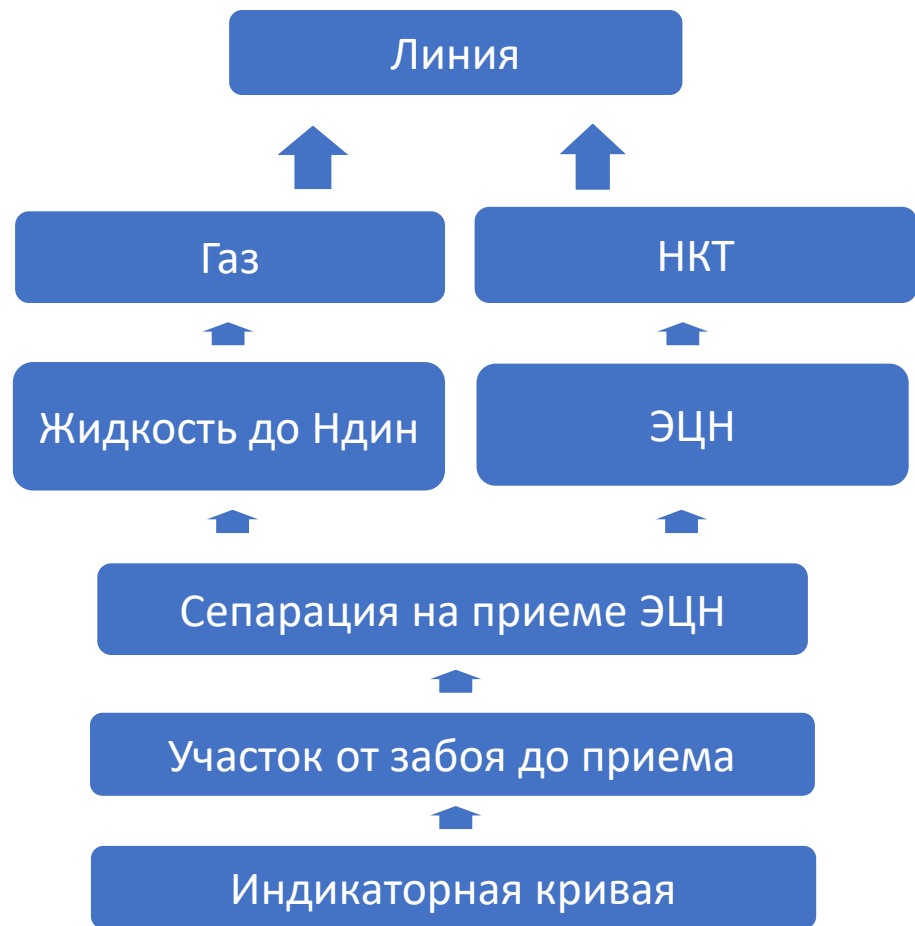 Линия
Газ
НКТ
Жидкость до Ндин
ЭЦН
Сепарация на приеме ЭЦН
Участок от забоя до приема
Индикаторная кривая